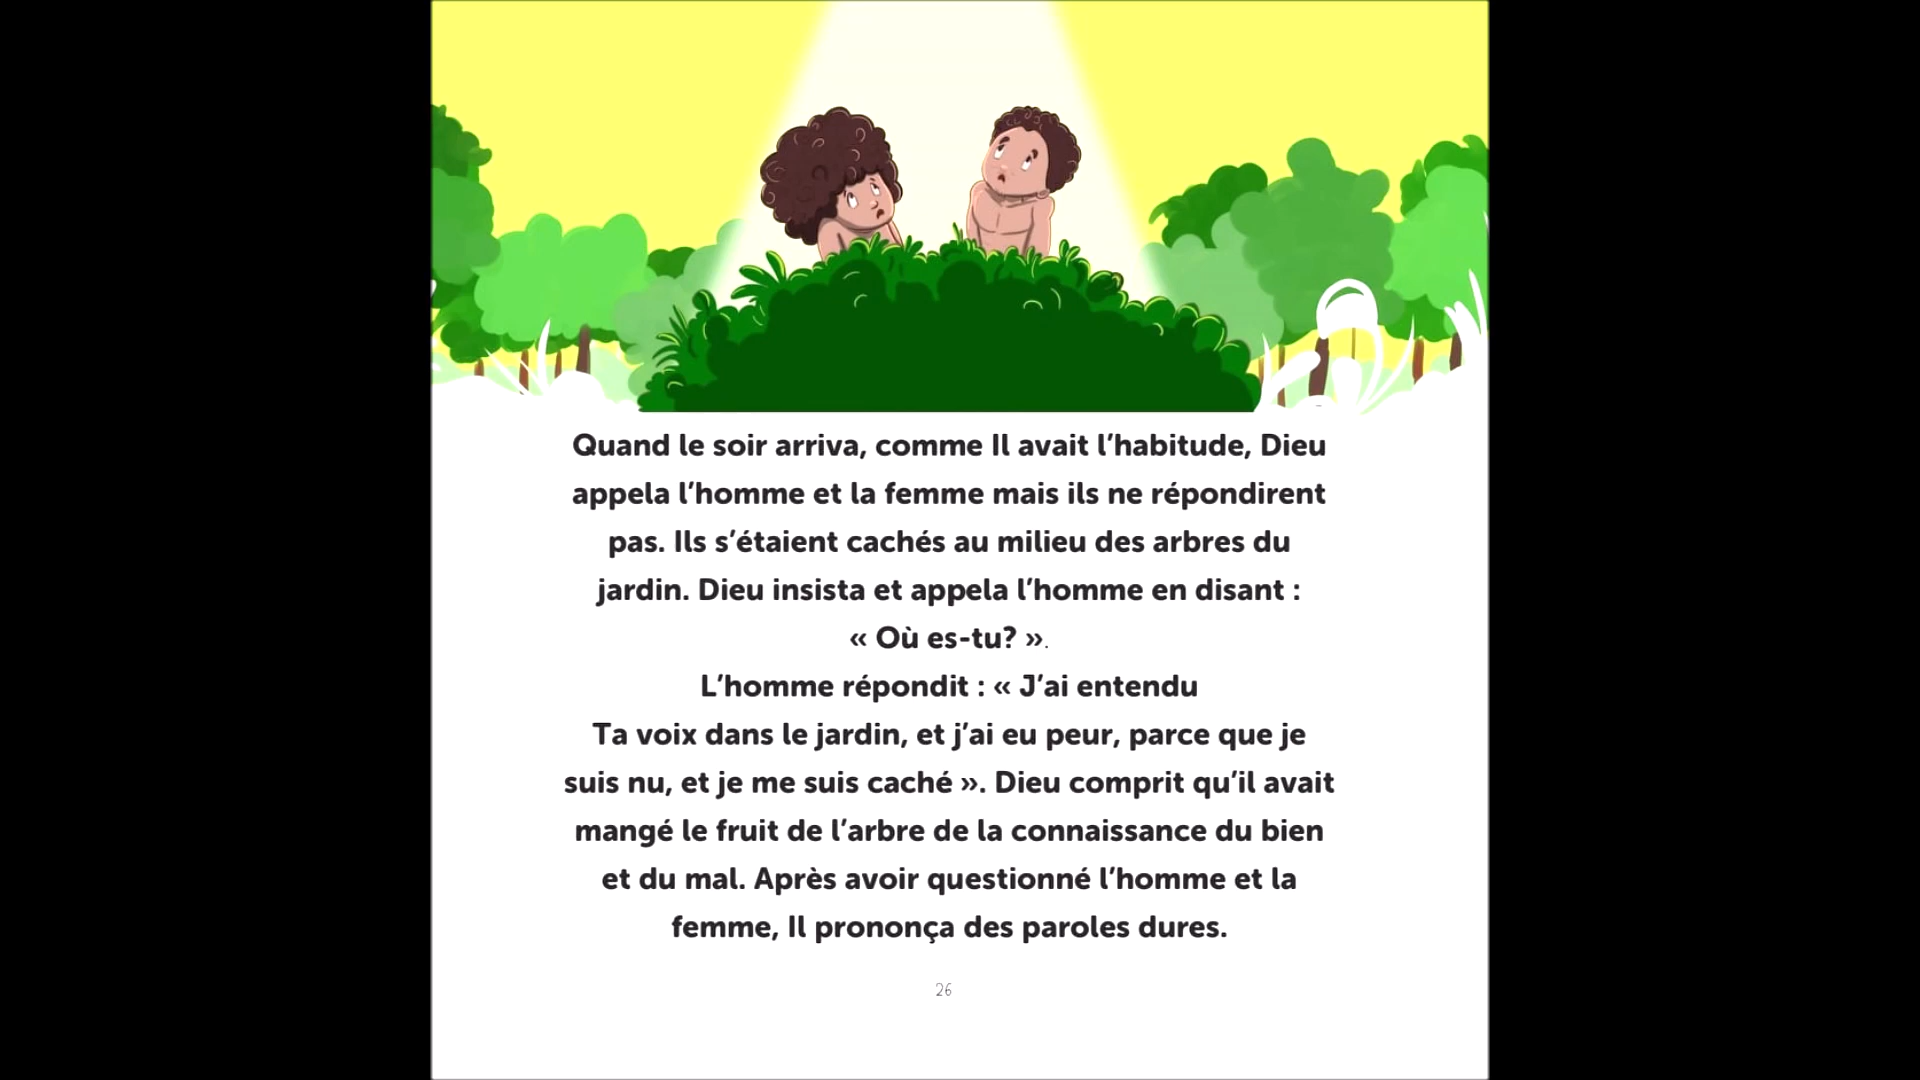 Quand le soir arriva, comme Il avait l’habitude, Dieu
appela l’homme et la femme mais ils ne répondirent
pas. Ils s’étaient cachés au milieu des arbres du
jardin. Dieu insista et appela l’homme en disant :
« Où es-tu? ».
L’homme répondit : « J’ai entendu
Ta voix dans le jardin, et j’ai eu peur, parce que je
suis nu, et je me suis caché ». Dieu comprit qu’il avait
mangé le fruit de l’arbre de la connaissance du bien
et du mal. Après avoir questionné l’homme et la
femme, Il prononça des paroles dures.
26